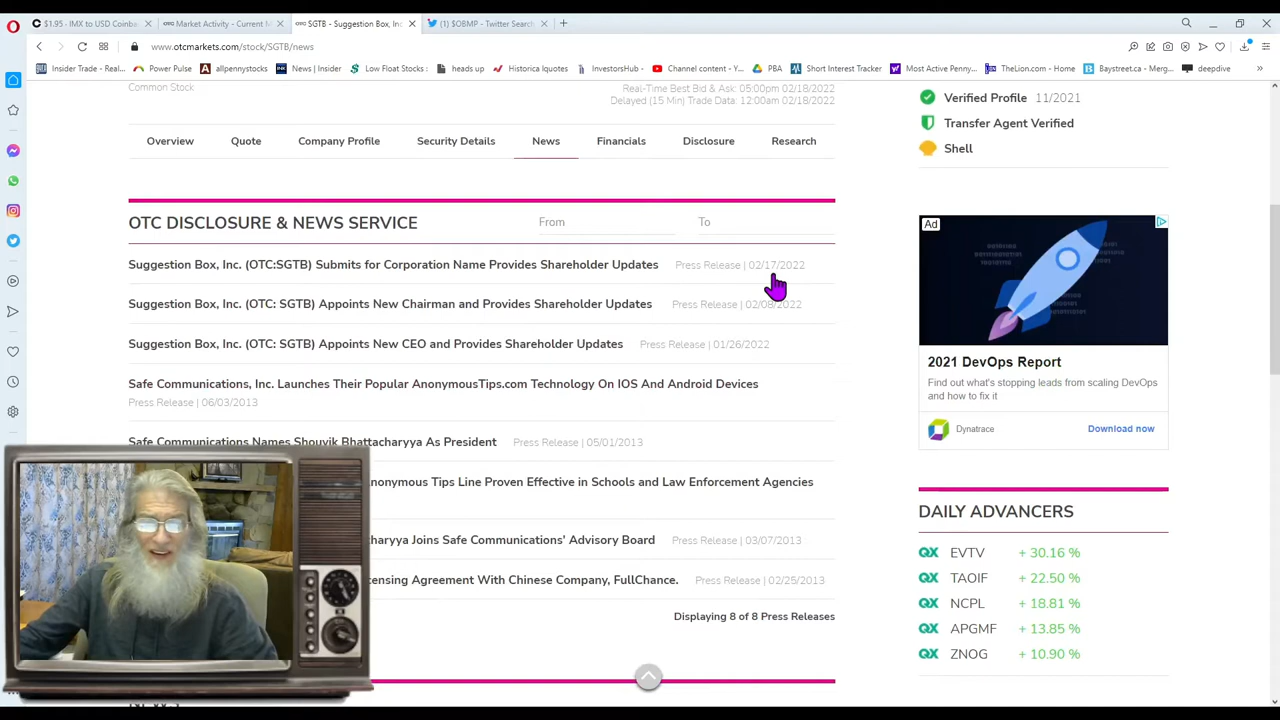 $1.95 - IMX to USD Coinba
Market Activity - Current M
SGTB - Suggestion Box, In
(1) $OBMP - Twitter Search
www.otcmarkets.com/stock/SGTB/news
Insider Trade - Real...
Power Pulse
allpennystocks
News | Insider
Low Float Stocks :
heads up
Historica Iquotes
InvestorsHub
Channel content - Y...
PBA
Short Interest Tracker
Most Active Penny...
TheLion.com - Home
Baystreet.ca - Merg...
deepdive
Common Stock
Real-Time Best Bid & Ask: 05:00pm 02/18/2022
Delayed (15 Min) Trade Data: 12:00am 02/18/2022
Overview Quote Company Profile Security Details News Financials Disclosure Research
OTC DISCLOSURE & NEWS SERVICE From To
Suggestion Box, Inc. (OTC:SGTB) Submits for Corporation Name Provides Shareholder Updates Press Release | 02/17/2022
Suggestion Box, Inc. (OTC: SGTB) Appoints New Chairman and Provides Shareholder Updates Press Release | 02/08/2022
Suggestion Box, Inc. (OTC: SGTB) Appoints New CEO and Provides Shareholder Updates Press Release | 01/26/2022
Safe Communications, Inc. Launches Their Popular AnonymousTips.com Technology On IOS And Android Devices
Press Release | 06/03/2013
Safe Communications Names Shouvik Bhattacharyya As President Press Release | 05/01/2013
nonymous Tips Line Proven Effective in Schools and Law Enforcement Agencies
charyya Joins Safe Communications' Advisory Board Press Release | 03/07/2013
ensing Agreement With Chinese Company, FullChance. Press Release | 02/25/2013
Displaying 8 of 8 Press Releases
Verified Profile 11/2021
Transfer Agent Verified
Shell
Ad
2021 DevOps Report
Find out what's stopping leads from scaling DevOps
and how to fix it
Dynatrace Download now
DAILY ADVANCERS
QX EVTV + 30.16 %
QX TAOIF + 22.50 %
QX NCPL + 18.81 %
QX APGMF + 13.85 %
QX ZNOG + 10.90 %